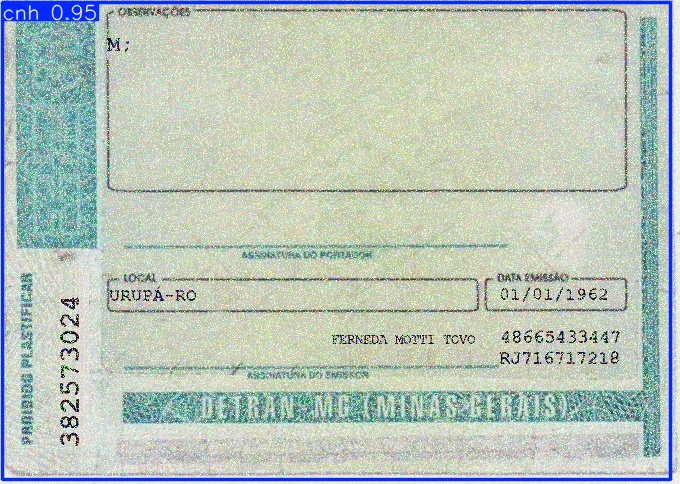 cnh 0.95
OBSERVAÇÕES
M;
ASSINATURA DO PORTADOR
LOCAL
DATA EMISSÃO
URUPÁ-RO
01/01/1962
FERNEDA MOTTI TOVO
48665433447
RJ716717218
ASSINATURA DO EMISSOR
DETRAN-MG (MINAS GERAIS)
PROIBIDO PLASTIFICAR
382573024